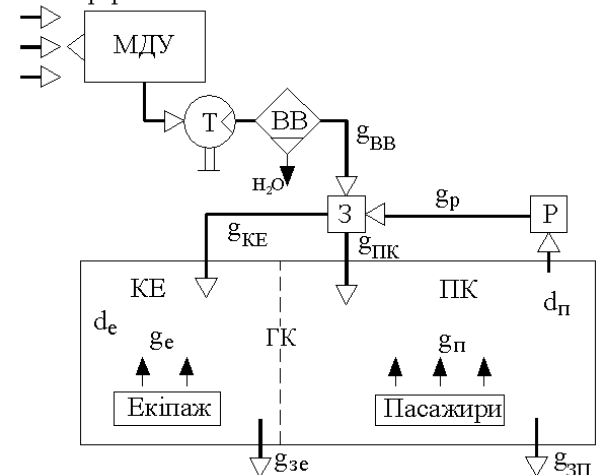 МДУ
Т
ВВ
gВВ
H2O
З
gр
Р
gКЕ
gПК
КЕ
ПК
dе
gе
ГК
gп
dп
Екіпаж
Пасажири
gзе
gзп